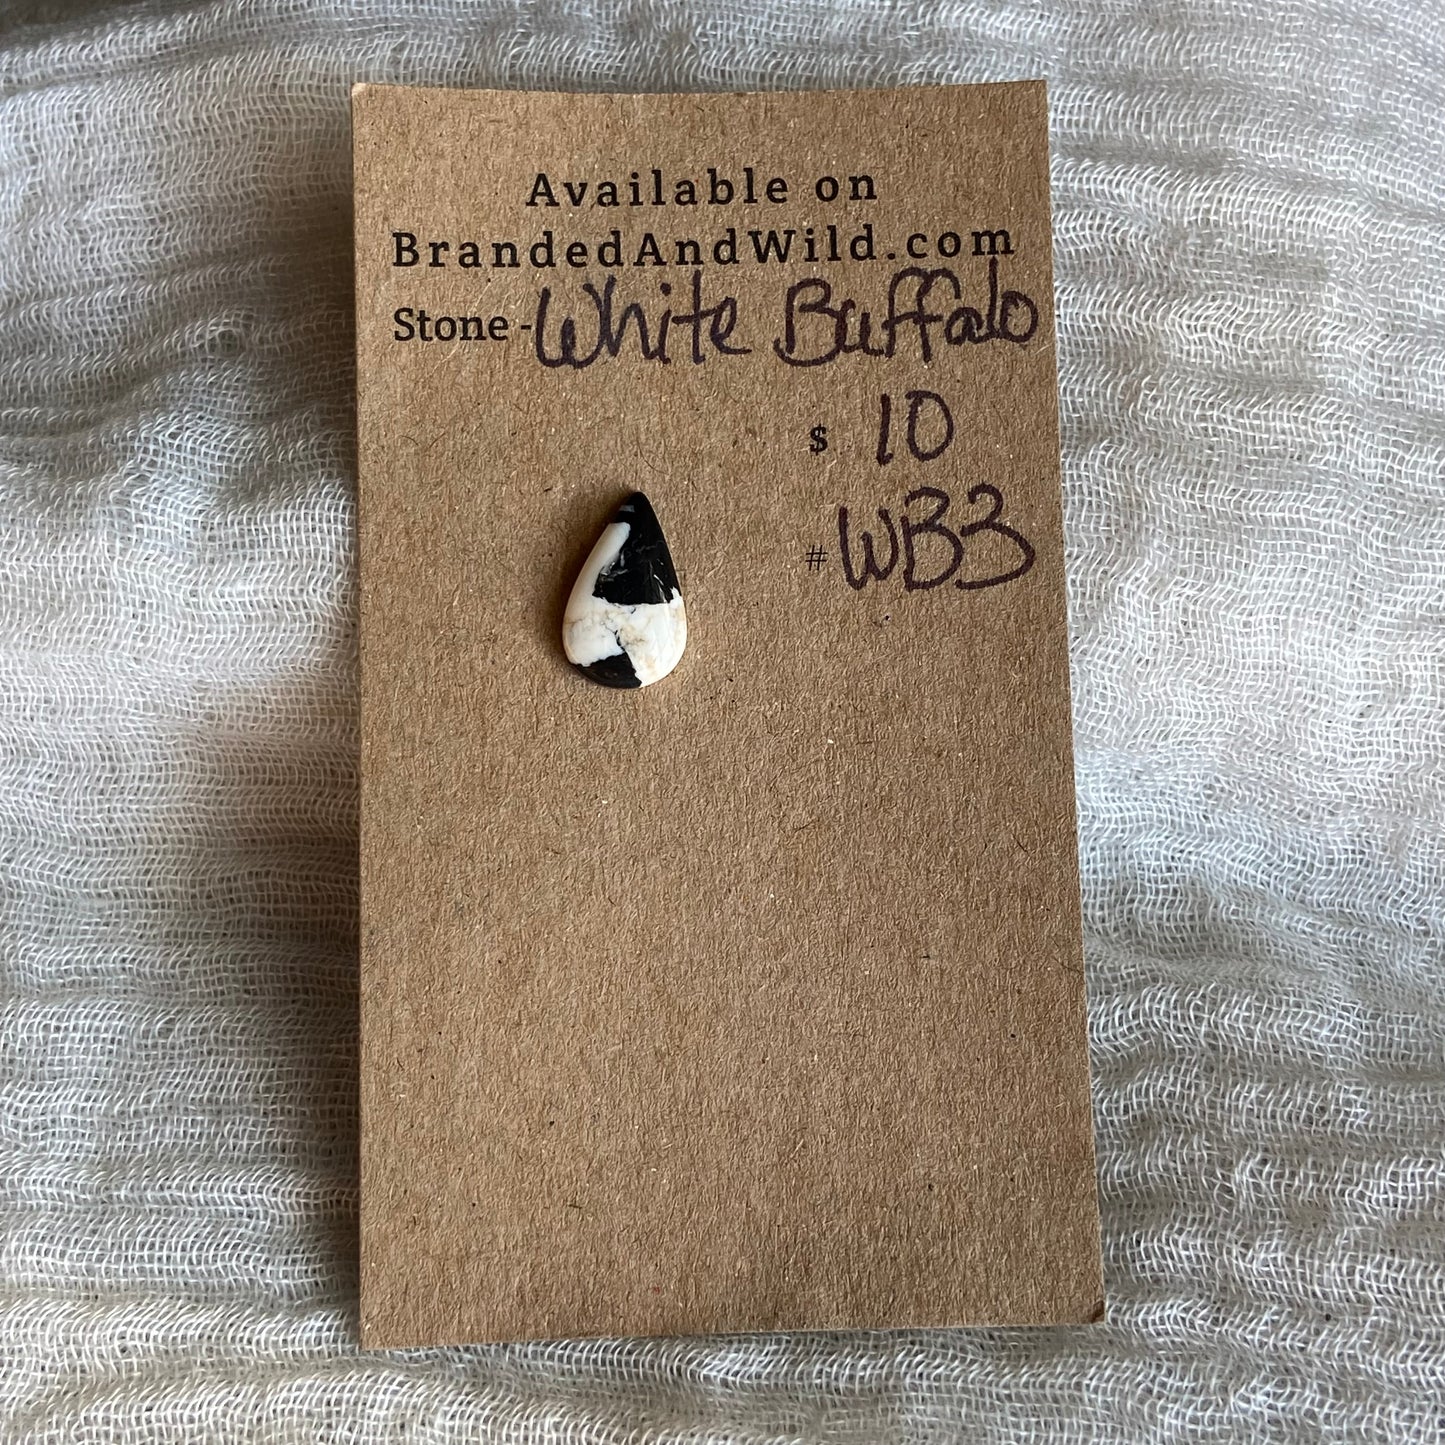 Available on
BrandedAndWild.com
Stone - White Buffalo
$ 10
# WB3